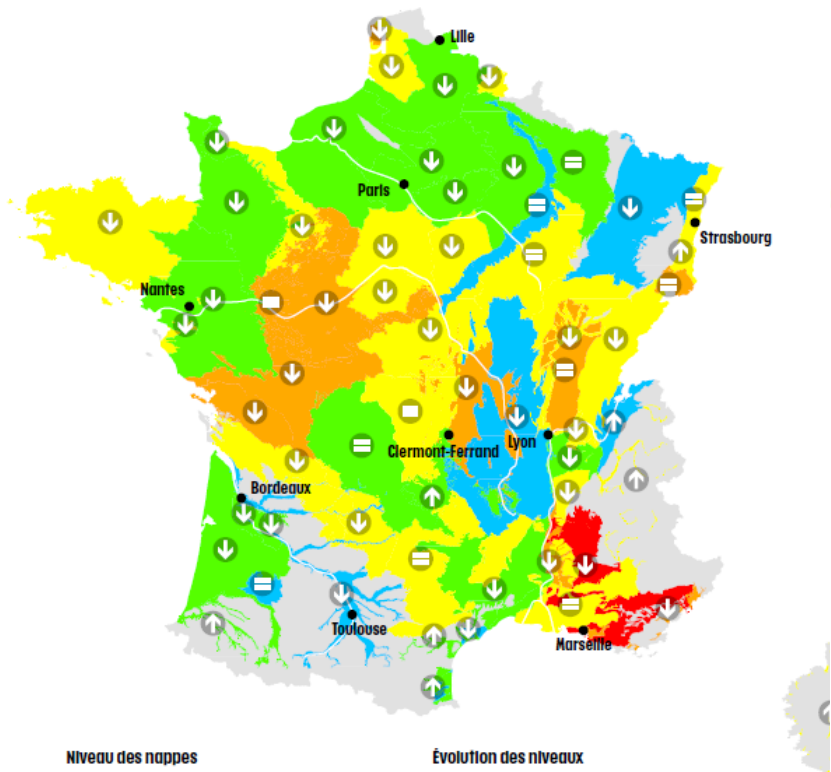 Lille
Paris
Strasbourg
Nantes
Clermont-Ferrand
Lyon
Bordeaux
Toulouse
Marseille
Niveau des nappes
Évolution des niveaux